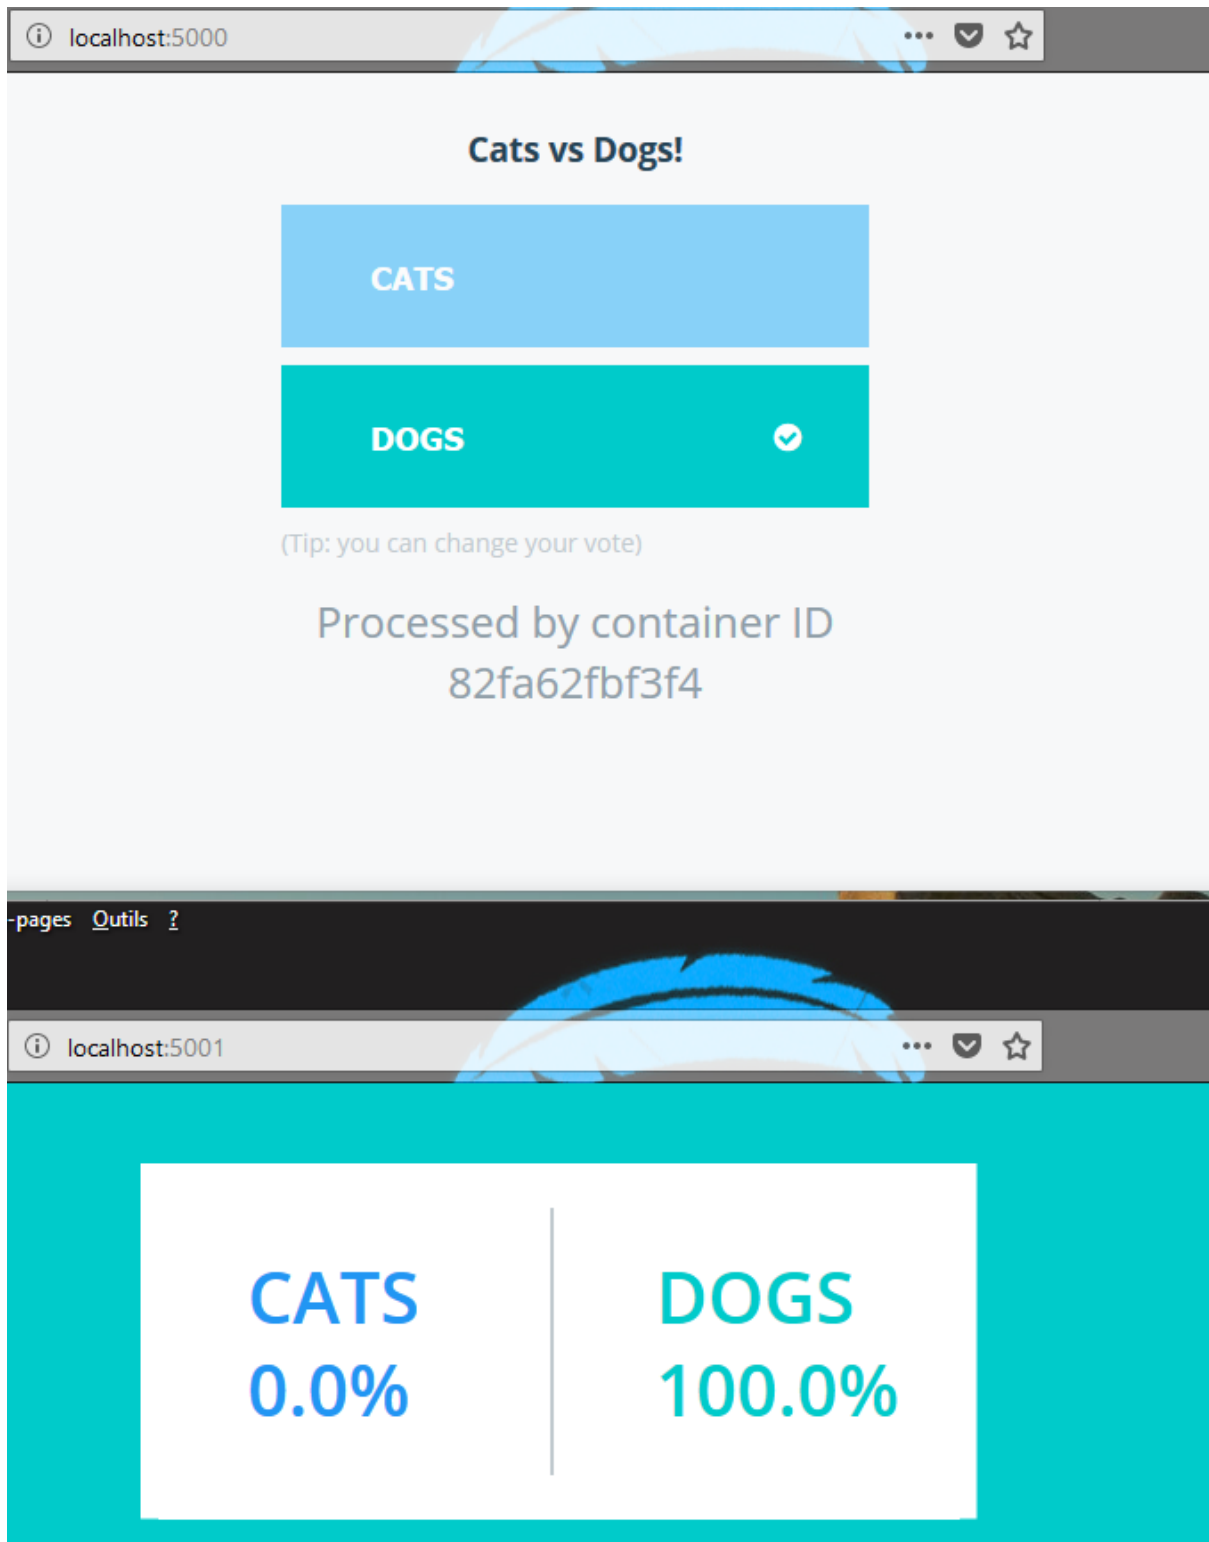 localhost:5000
Cats vs Dogs!
CATS
DOGS
(Tip: you can change your vote)
Processed by container ID
82fa62fbf3f4
-pages Outils ?
localhost:5001
CATS
0.0%
DOGS
100.0%